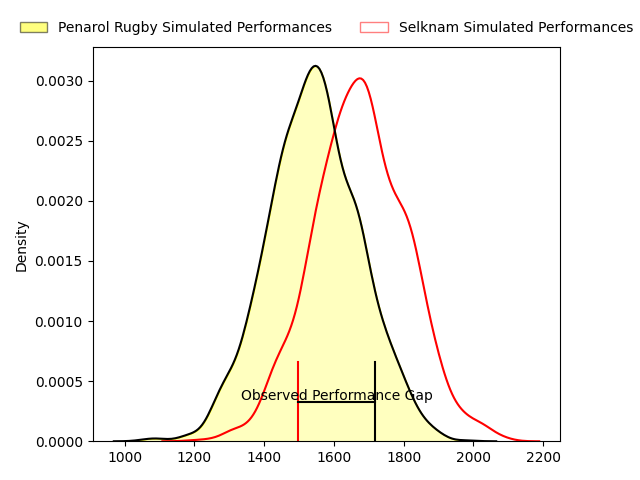 Penarol Rugby Simulated Performances
Selknam Simulated Performances
Density
0.0030
0.0025
0.0020
0.0015
0.0010
0.0005
0.0000
Observed Performance Gap
1000 1200 1400 1600 1800 2000 2200